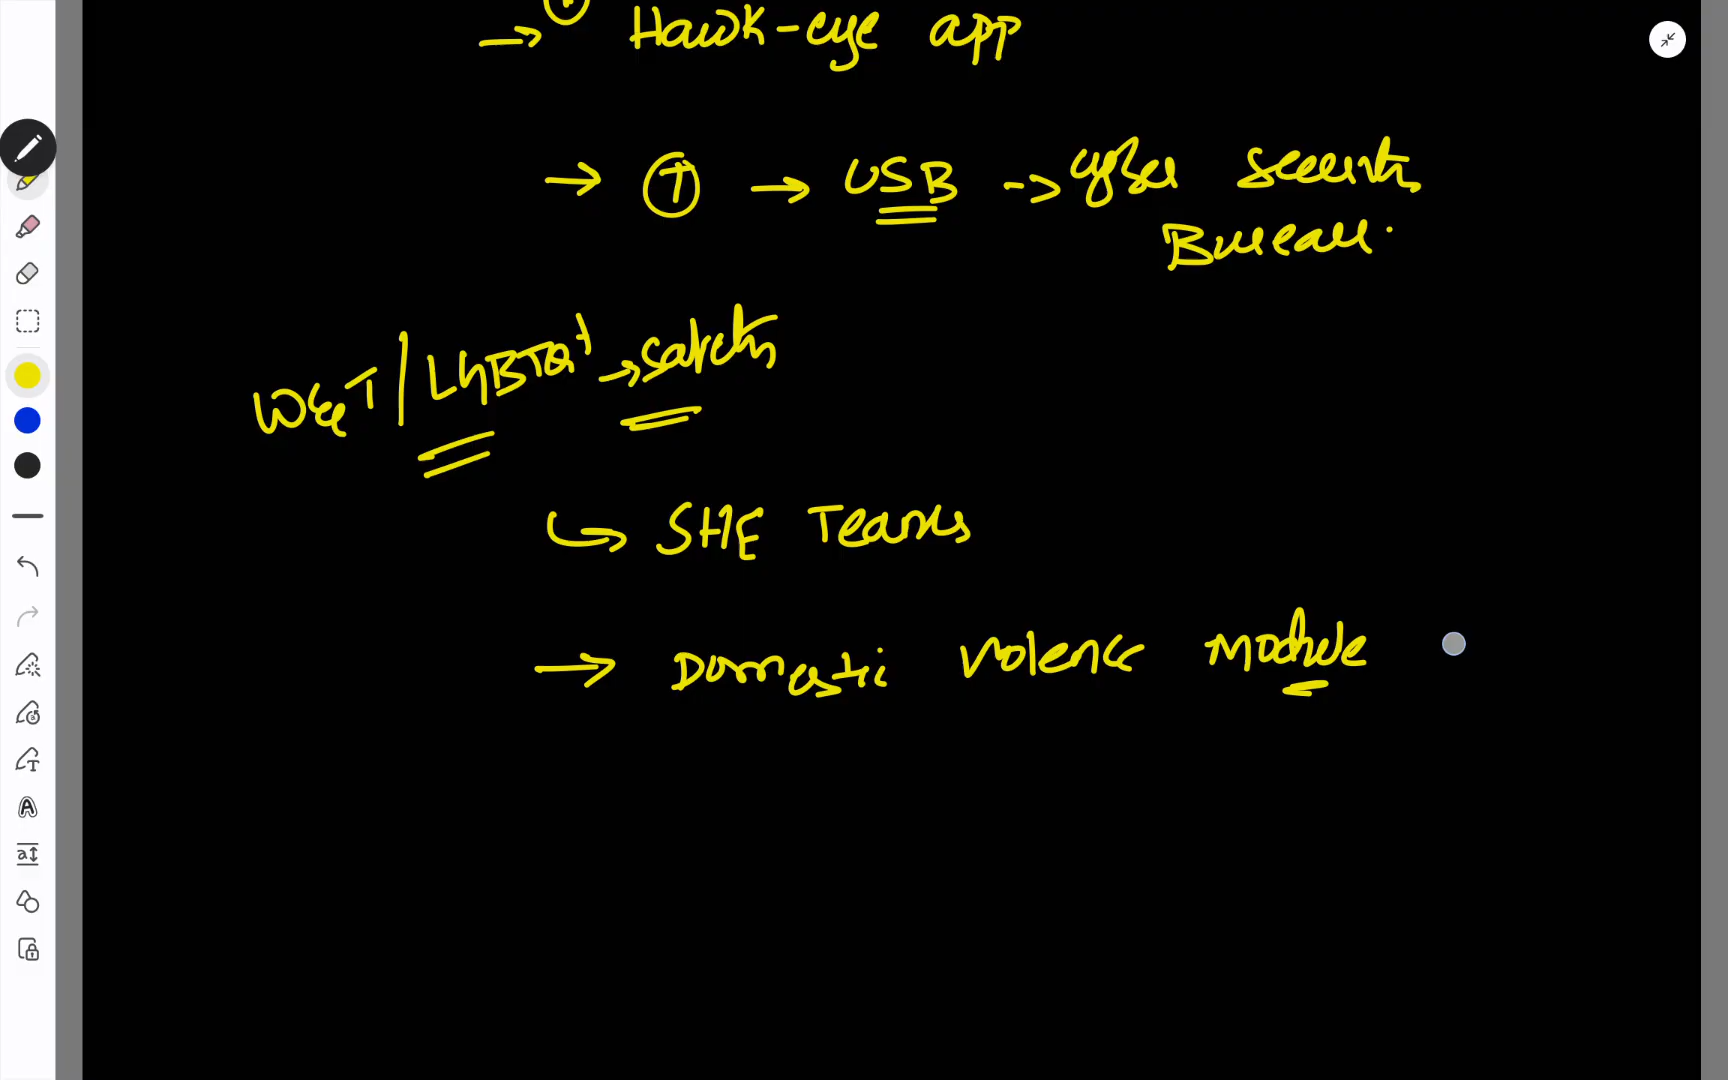 → Hawk-eye app
→ T → USB -> Cyber Security
Bureau.
W&T / LGBTQ+ → safety
↳ SHE Teams
→ Domestic violence module